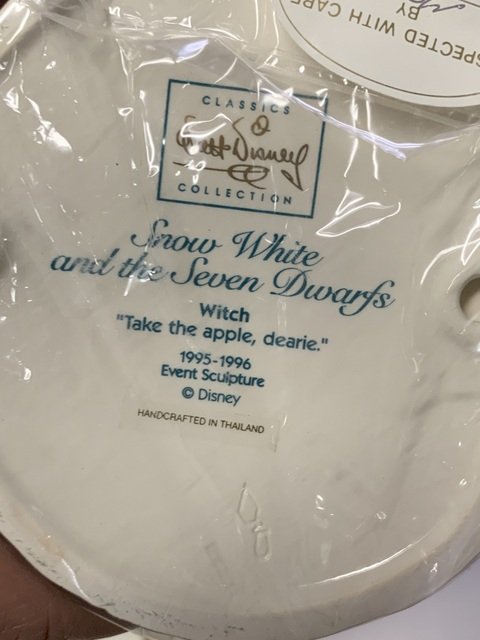 SPECTED WITH CARE
BY
CLASSICS
Walt Disney
COLLECTION
Snow White
and the Seven Dwarfs
Witch
"Take the apple, dearie."
1995-1996
Event Sculpture
© Disney
HANDCRAFTED IN THAILAND